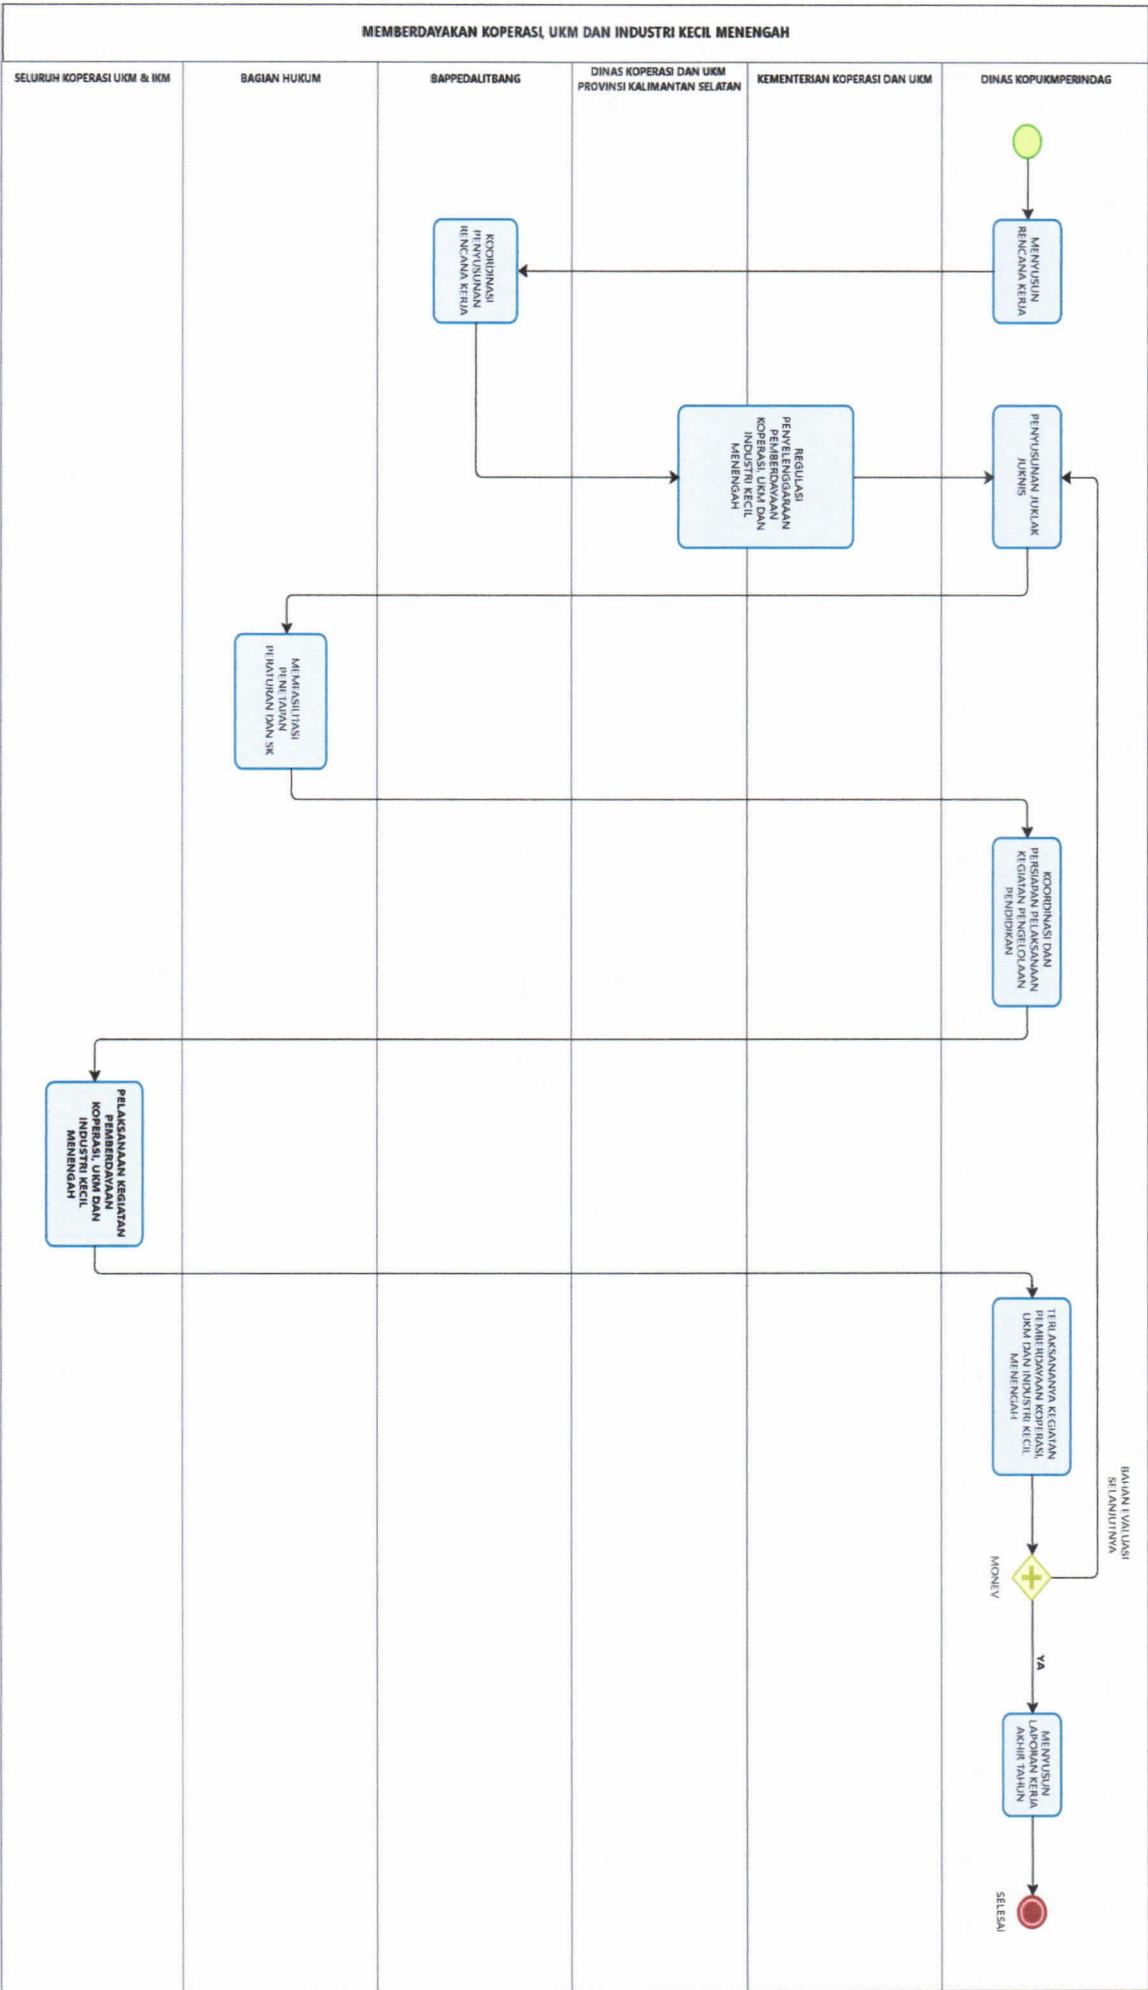 MEMBERDAYAKAN KOPERASI, UKM DAN INDUSTRI KECIL MENENGAH
SELURUH KOPERASI UKM & IKM
BAGIAN HUKUM
BAPPEDALITBANG
DINAS KOPERASI DAN UKM
PROVINSI KALIMANTAN SELATAN
KEMENTERIAN KOPERASI DAN UKM
DINAS KOPUKMPERINDAG
MENYUSUN
RENCANA KERJA
KOORDINASI
PENYUSUNAN
RENCANA KERJA
REGULASI
PENYELENGGARAAN
PEMBERDAYAAN
KOPERASI, UKM DAN
INDUSTRI KECIL
MENENGAH
PENYUSUNAN JUKLAK
JUKNIS
MEMFASILITASI
PENETAPAN
PERATURAN DAN SK
KOORDINASI DAN
PERSIAPAN PELAKSANAAN
KEGIATAN PENGELOLAAN
PENDIDIKAN
PELAKSANAAN KEGIATAN
PEMBERDAYAAN
KOPERASI, UKM DAN
INDUSTRI KECIL
MENENGAH
TERLAKSANANYA KEGIATAN
PEMBERDAYAAN KOPERASI,
UKM DAN INDUSTRI KECIL
MENENGAH
BAHAN EVALUASI
SELANJUTNYA
MONEV
YA
MENYUSUN
LAPORAN KERJA
AKHIR TAHUN
SELESAI